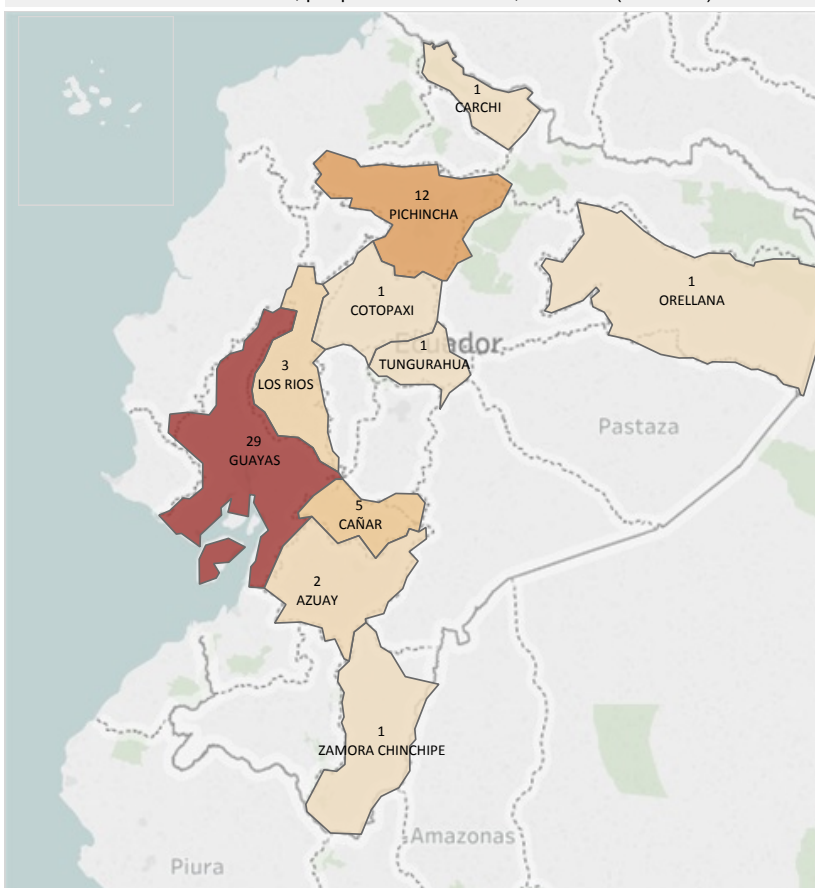 1
CARCHI
12
PICHINCHA
1
COTOPAXI
1
ORELLANA
Ecuador
1
TUNGURAHUA
3
LOS RIOS
Pastaza
29
GUAYAS
5
CAÑAR
2
AZUAY
1
ZAMORA CHINCHIPE
Amazonas
Piura